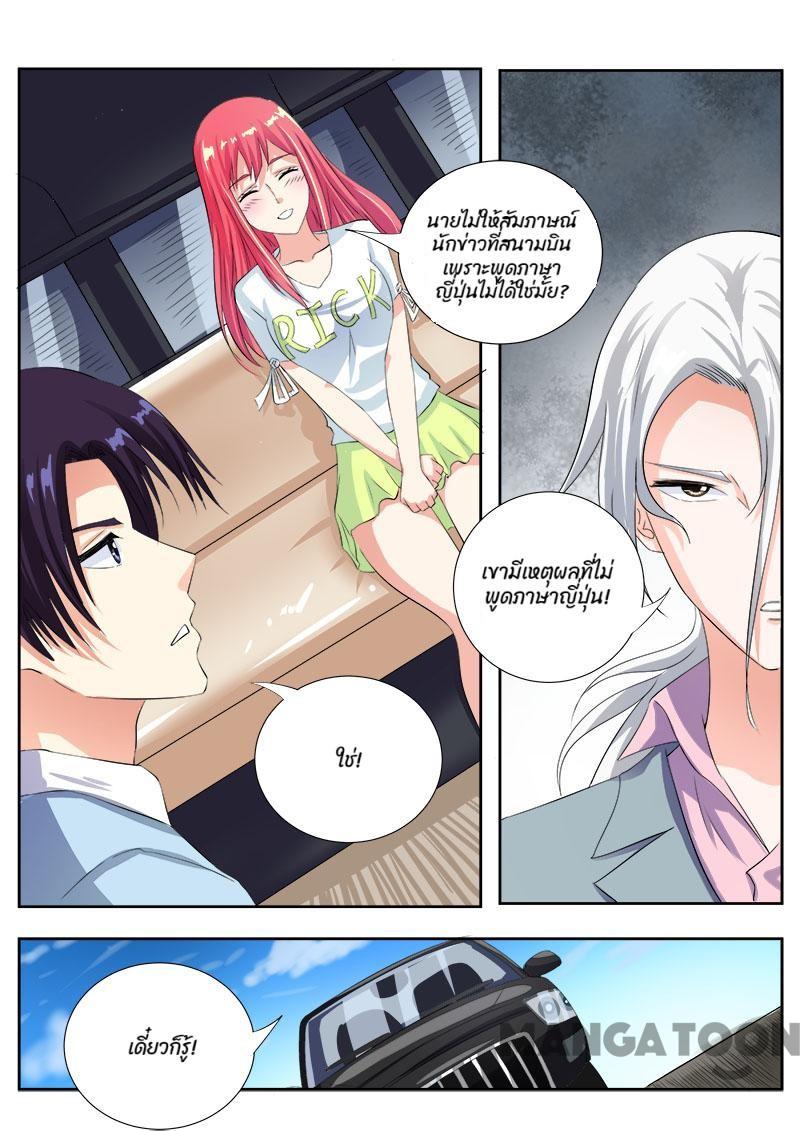 นายไม่ให้สัมภาษณ์
นักข่าวที่สนามบิน
เพราะพูดภาษา
ญี่ปุ่นไม่ได้ใช่มั้ย?
RICK
ใช่!
เขามีเหตุผลที่ไม่
พูดภาษาญี่ปุ่น!
เดี๋ยวก็รู้!
MANGATOON